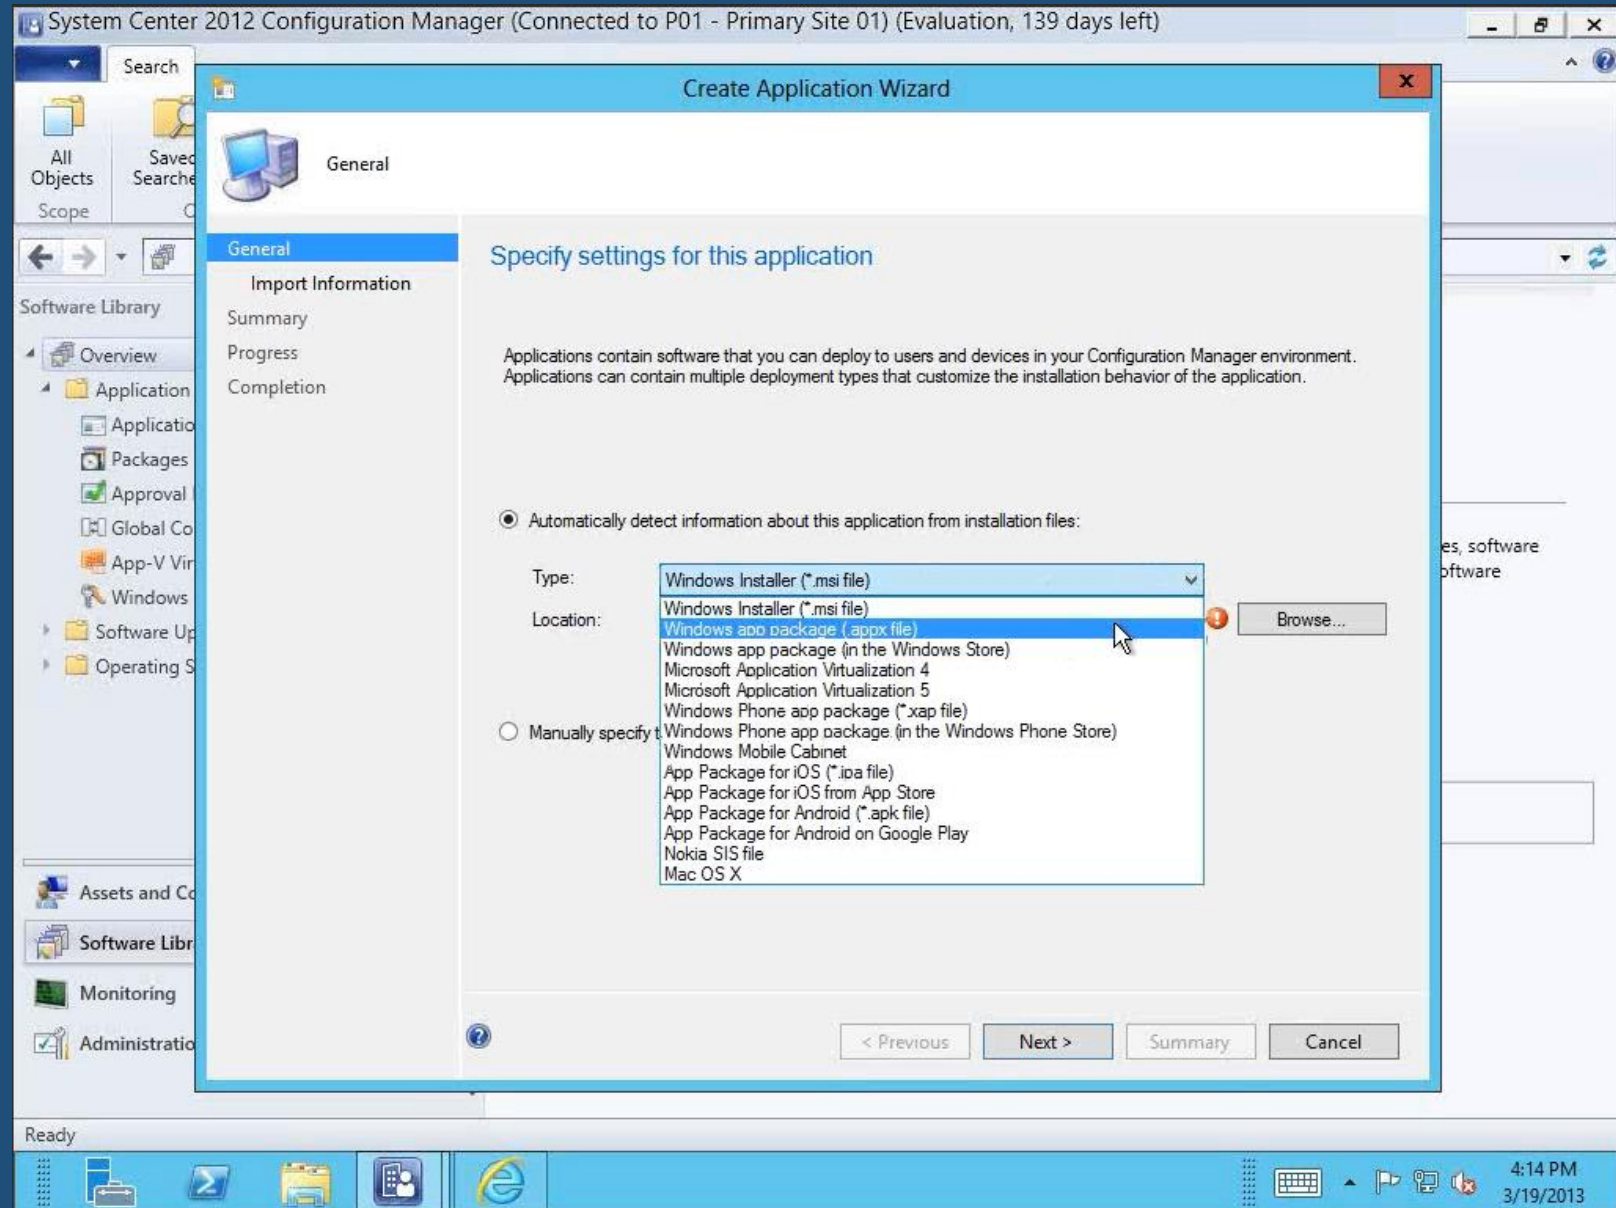 System Center 2012 Configuration Manager (Connected to P01 - Primary Site 01) (Evaluation, 139 days left)
Search
All Objects
Saved Searche
Scope
Create Application Wizard
General
General
Import Information
Summary
Progress
Completion
Software Library
Overview
Application
Applicatio
Packages
Approval
Global Co
App-V Vir
Windows
Software Up
Operating S
Assets and Co
Software Libr
Monitoring
Administratio
Specify settings for this application
Applications contain software that you can deploy to users and devices in your Configuration Manager environment.
Applications can contain multiple deployment types that customize the installation behavior of the application.
Automatically detect information about this application from installation files:
Type:
Windows Installer (*.msi file)
Location:
Browse...
Windows Installer (*.msi file)
Windows app package (.appx file)
Windows app package (in the Windows Store)
Microsoft Application Virtualization 4
Microsoft Application Virtualization 5
Windows Phone app package (*.xap file)
Windows Phone app package (in the Windows Phone Store)
Windows Mobile Cabinet
App Package for iOS (*.ipa file)
App Package for iOS from App Store
App Package for Android (*.apk file)
App Package for Android on Google Play
Nokia SIS file
Mac OS X
Manually specify t
es, software
oftware
< Previous
Next >
Summary
Cancel
Ready
4:14 PM
3/19/2013